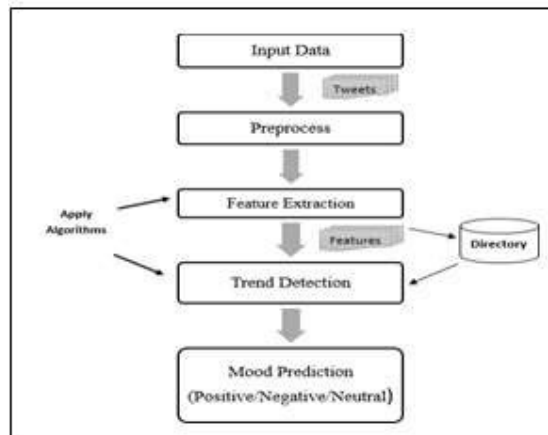 Input Data
Tweets
Preprocess
Feature Extraction
Apply
Algorithms
Features
Directory
Trend Detection
Mood Prediction
(Positive/Negative/Neutral)